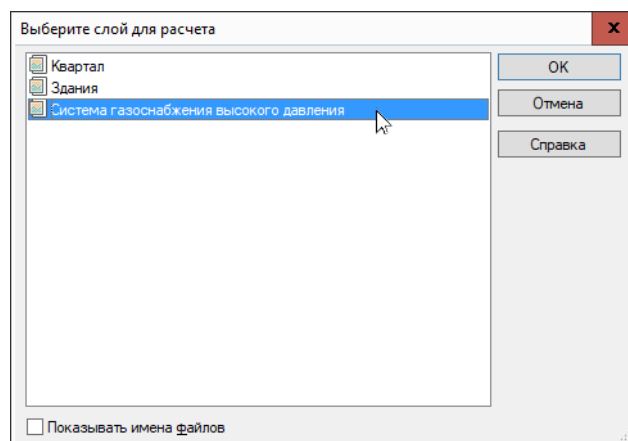 Выберите слой для расчета
Квартал
Здания
Система газоснабжения высокого давления
OK
Отмена
Справка
Показывать имена файлов